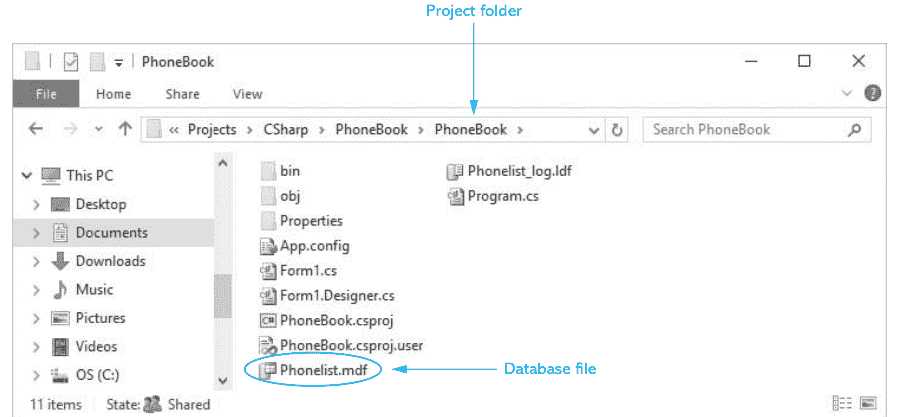 Project folder
PhoneBook
File Home Share View
« Projects > CSharp > PhoneBook > PhoneBook >
Search PhoneBook
This PC
Desktop
Documents
Downloads
Music
Pictures
Videos
OS (C:)
bin
obj
Properties
App.config
Form1.cs
Form1.Designer.cs
PhoneBook.csproj
PhoneBook.csproj.user
Phonelist.mdf
Database file
Phonelist_log.ldf
Program.cs
11 items State: Shared